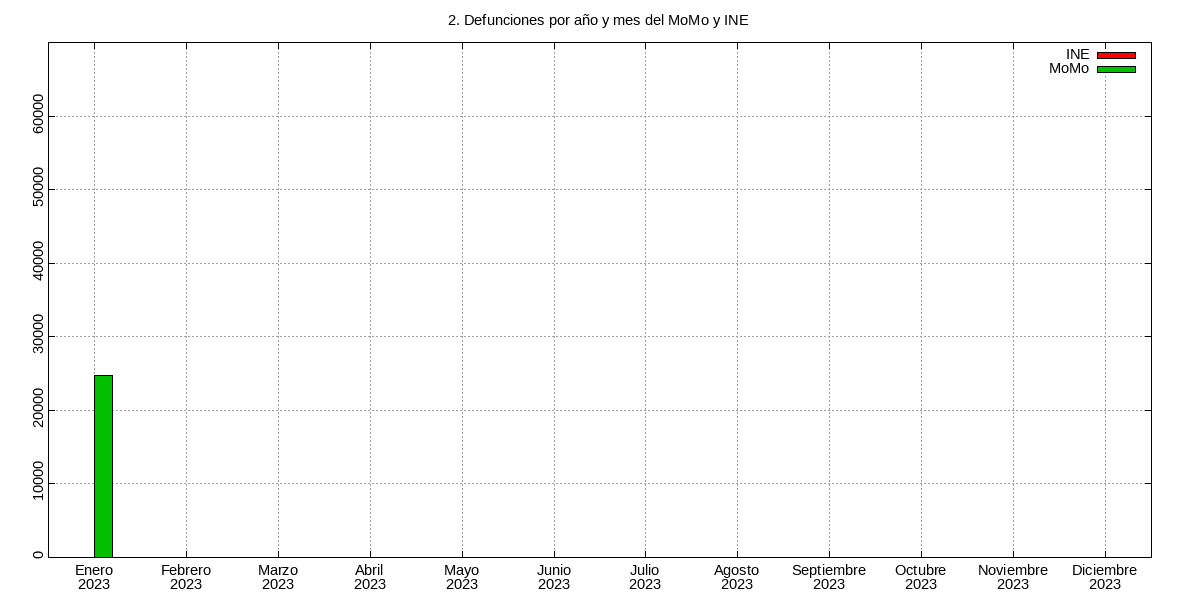 2. Defunciones por año y mes del MoMo y INE
INE
MoMo
60000
50000
40000
30000
20000
10000
0
Enero Febrero Marzo Abril Mayo Junio Julio Agosto Septiembre Octubre Noviembre Diciembre
2023 2023 2023 2023 2023 2023 2023 2023 2023 2023 2023 2023